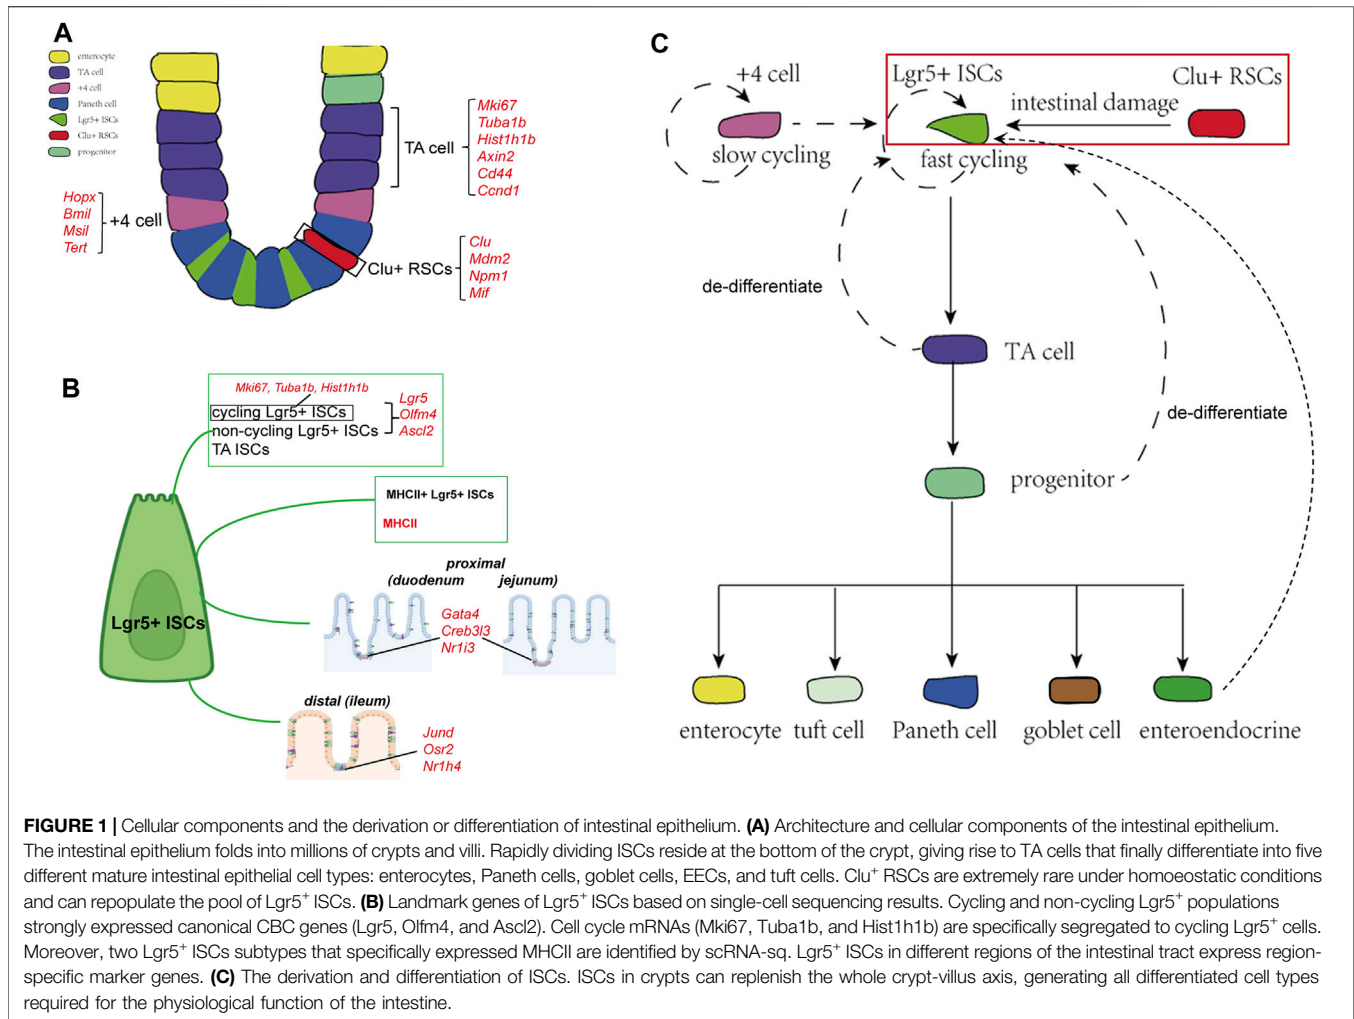 A
enterocyte
TA cell
+4 cell
Paneth cell
Lgr5+ ISCs
Clu+ RSCs
progenitor
Hopx
Bmil
Msil
Tert
+4 cell
TA cell
Mki67
Tuba1b
Hist1h1b
Axin2
Cd44
Ccnd1
Clu+ RSCs
Clu
Mdm2
Npm1
Mif
B
Mki67, Tuba1b, Hist1h1b
cycling Lgr5+ ISCs
non-cycling Lgr5+ ISCs
TA ISCs
Lgr5
Olfm4
Ascl2
MHCII+ Lgr5+ ISCs
MHCII
Lgr5+ ISCs
proximal
(duodenum jejunum)
Gata4
Creb3l3
Nr1i3
distal (ileum)
Jund
Osr2
Nr1h4
C
+4 cell
slow cycling
Lgr5+ ISCs
fast cycling
intestinal damage
Clu+ RSCs
de-differentiate
TA cell
de-differentiate
progenitor
enterocyte
tuft cell
Paneth cell
goblet cell
enteroendocrine
FIGURE 1 | Cellular components and the derivation or differentiation of intestinal epithelium. (A) Architecture and cellular components of the intestinal epithelium.
The intestinal epithelium folds into millions of crypts and villi. Rapidly dividing ISCs reside at the bottom of the crypt, giving rise to TA cells that finally differentiate into five
different mature intestinal epithelial cell types: enterocytes, Paneth cells, goblet cells, EECs, and tuft cells. Clu⁺ RSCs are extremely rare under homoeostatic conditions
and can repopulate the pool of Lgr5⁺ ISCs. (B) Landmark genes of Lgr5⁺ ISCs based on single-cell sequencing results. Cycling and non-cycling Lgr5⁺ populations
strongly expressed canonical CBC genes (Lgr5, Olfm4, and Ascl2). Cell cycle mRNAs (Mki67, Tuba1b, and Hist1h1b) are specifically segregated to cycling Lgr5⁺ cells.
Moreover, two Lgr5⁺ ISCs subtypes that specifically expressed MHCII are identified by scRNA-sq. Lgr5⁺ ISCs in different regions of the intestinal tract express region-
specific marker genes. (C) The derivation and differentiation of ISCs. ISCs in crypts can replenish the whole crypt-villus axis, generating all differentiated cell types
required for the physiological function of the intestine.